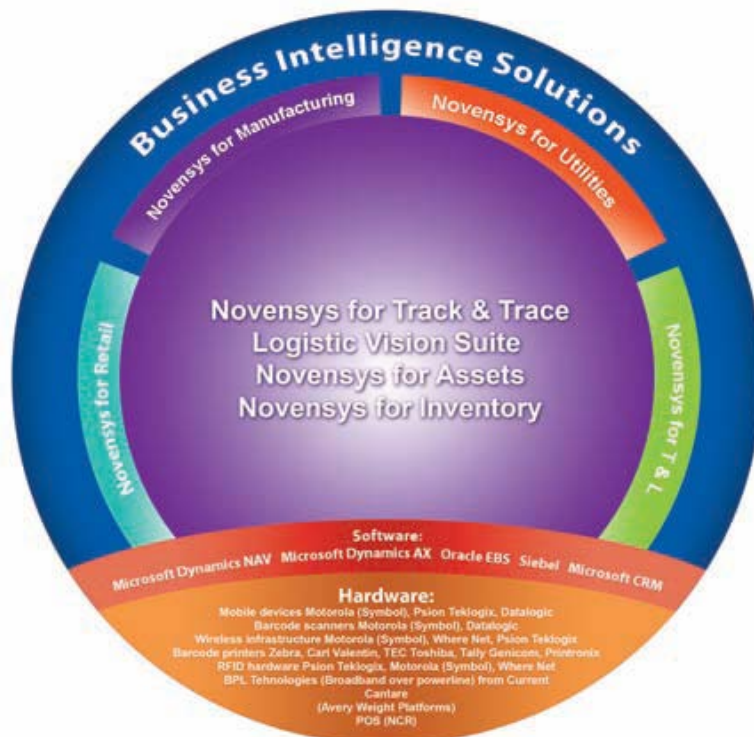 Business Intelligence Solutions
Novensys for Manufacturing
Novensys for Utilities
Novensys for Retail
Novensys for T & L
Novensys for Track & Trace
Logistic Vision Suite
Novensys for Assets
Novensys for Inventory
Software:
Microsoft Dynamics NAV Microsoft Dynamics AX Oracle EBS Siebel Microsoft CRM
Hardware:
Mobile devices Motorola (Symbol), Psion Teklogix, Datalogic
Barcode scanners Motorola (Symbol), Datalogic
Wireless infrastructure Motorola (Symbol), Where Net, Psion Teklogix
Barcode printers Zebra, Carl Valentin, TEC Toshiba, Tally Genicom, Printronix
RFID hardware Psion Teklogix, Motorola (Symbol), Where Net
BPL Tehnologies (Broadband over powerline) from Current
Cantare
(Avery Weight Platforms)
POS (NCR)